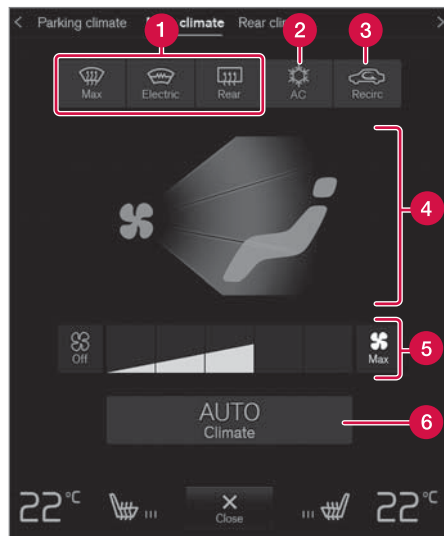 Parking climate climate Rear
1 2 3
Max Electric Rear AC Recirc
4
Off Max 5
AUTO
Climate 6
22°C Close 22°C